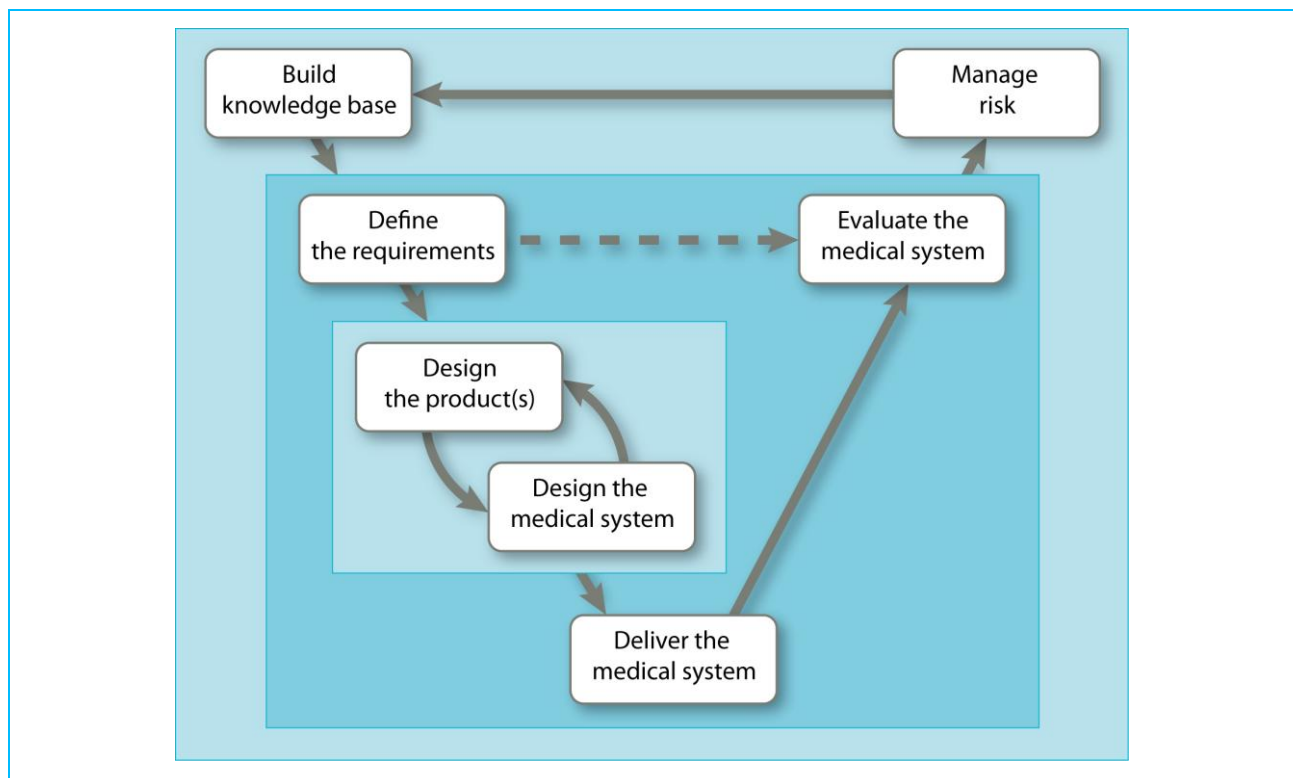 Build
knowledge base
Manage
risk
Define
the requirements
Evaluate the
medical system
Design
the product(s)
Design the
medical system
Deliver the
medical system